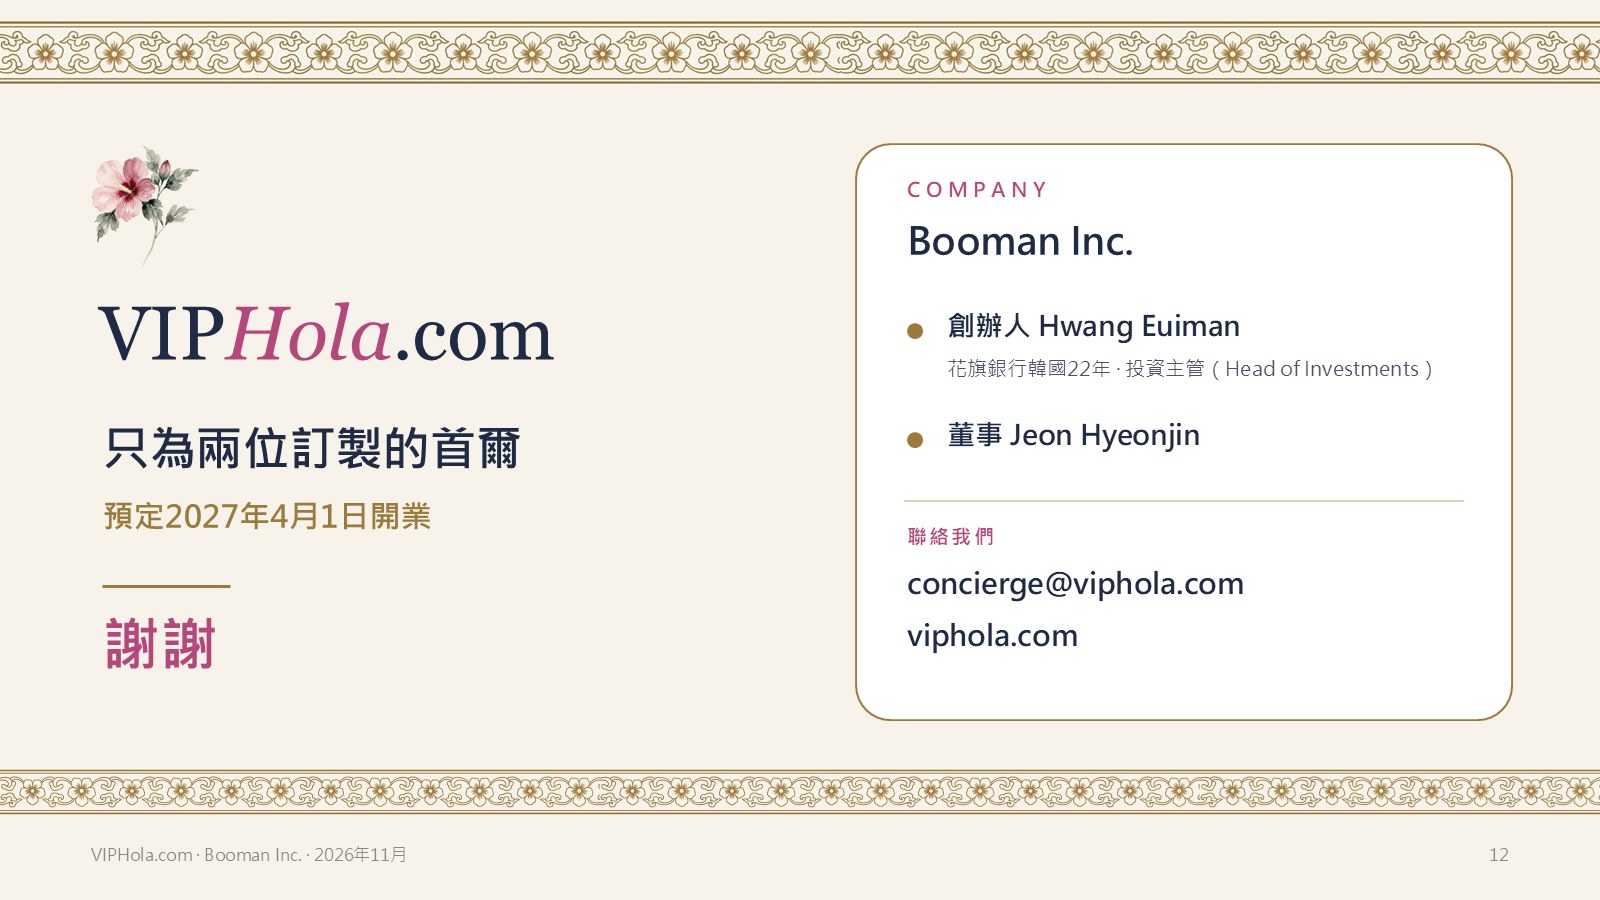 VIPHola.com
只為兩位訂製的首爾
預定2027年4月1日開業
謝謝
COMPANY
Booman Inc.
創辦人 Hwang Euiman
花旗銀行韓國22年 · 投資主管（Head of Investments）
董事 Jeon Hyeonjin
聯絡我們
concierge@viphola.com
viphola.com
VIPHola.com · Booman Inc. · 2026年11月
12